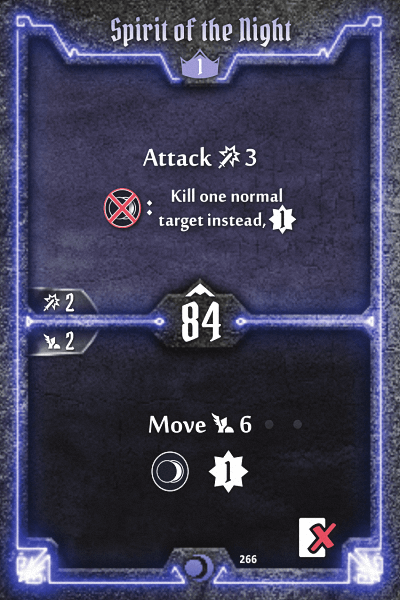 Spirit of the Night
1
Attack 3
: Kill one normal
target instead, 1
2
84
2
Move 6
1
266